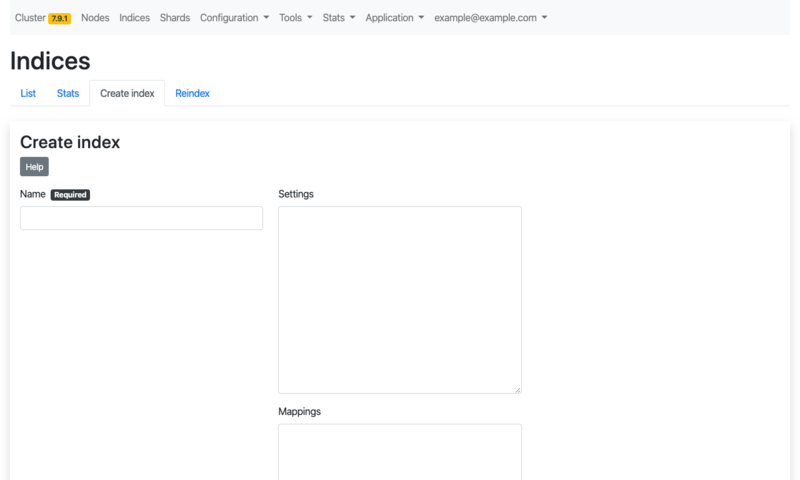 Cluster 7.9.1 Nodes Indices Shards Configuration Tools Stats Application example@example.com
Indices
List Stats Create index Reindex
Create index
Help
Name Required Settings
Mappings